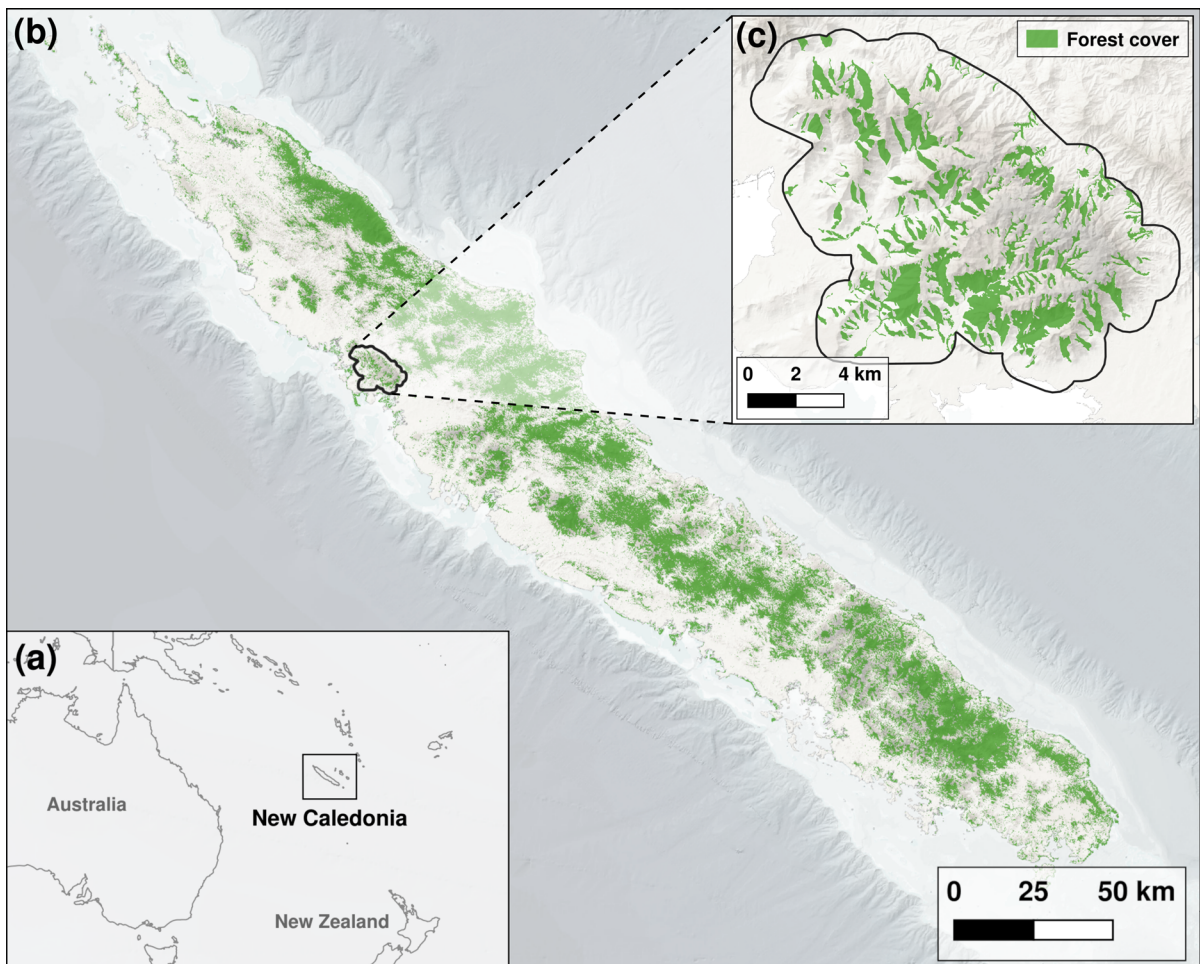 (b)
(c)
Forest cover
0 2 4 km
(a)
Australia
New Caledonia
New Zealand
0 25 50 km